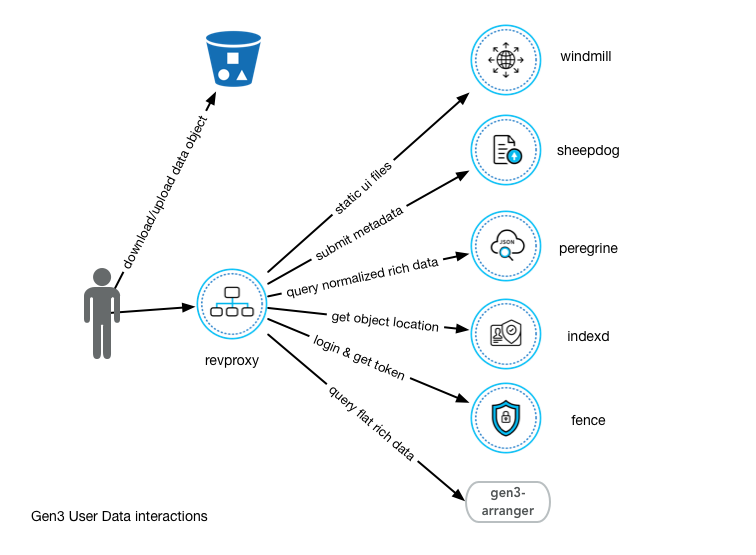 windmill
static ui files
download/upload data object
sheepdog
submit metadata
JSON
peregrine
query normalized rich data
get object location
indexd
revproxy
login & get token
fence
query flat rich data
gen3-
arranger
Gen3 User Data interactions